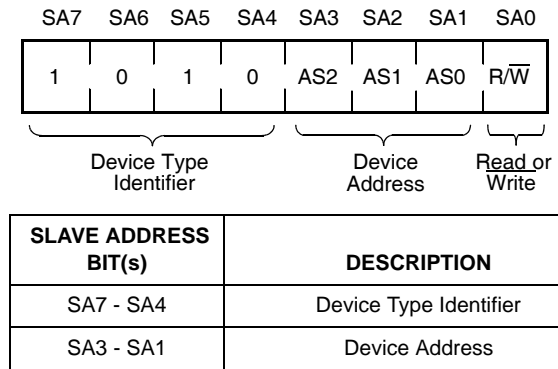 SA7 SA6 SA5 SA4 SA3 SA2 SA1 SA0
1 0 1 0 AS2 AS1 AS0 R/W̅
Device Type Device Read or
Identifier Address Write
SLAVE ADDRESS
BIT(s) DESCRIPTION
SA7 - SA4 Device Type Identifier
SA3 - SA1 Device Address